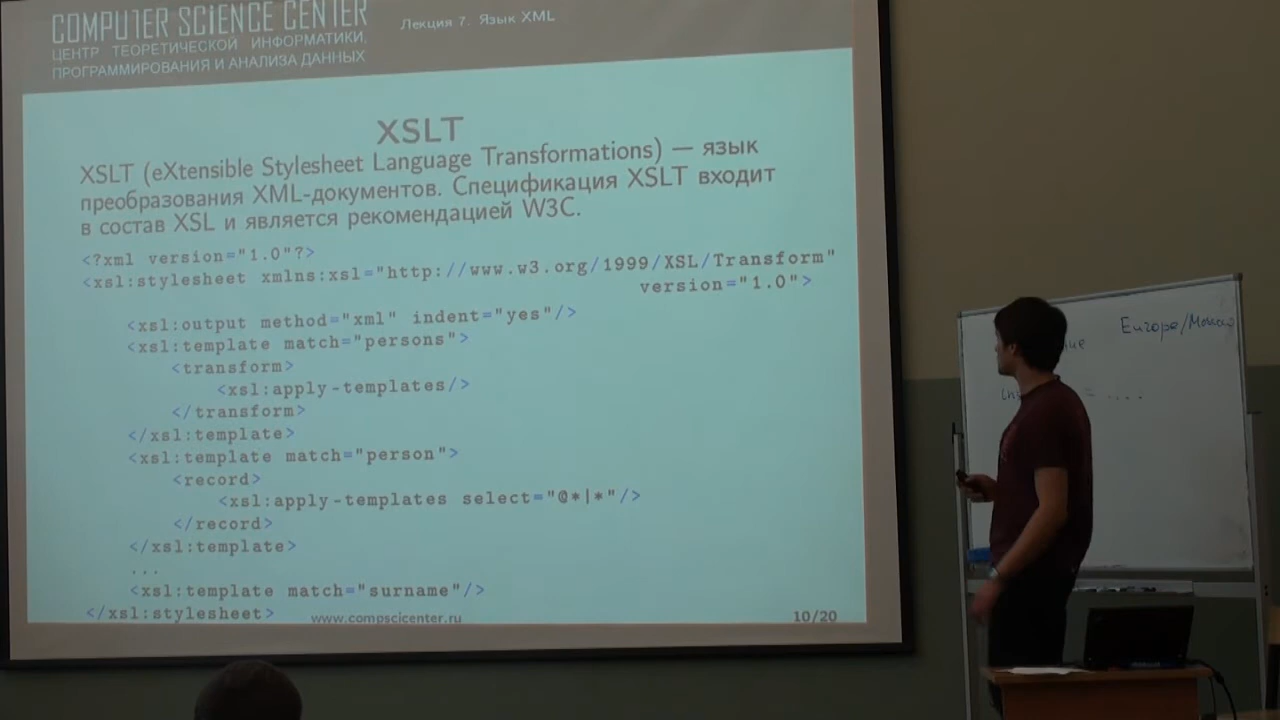 COMPUTER SCIENCE CENTER
ЦЕНТР ТЕОРЕТИЧЕСКОЙ ИНФОРМАТИКИ,
ПРОГРАММИРОВАНИЯ И АНАЛИЗА ДАННЫХ
Лекция 7. Язык XML
XSLT
XSLT (eXtensible Stylesheet Language Transformations) — язык
преобразования XML-документов. Спецификация XSLT входит
в состав XSL и является рекомендацией W3C.
<?xml version="1.0"?>
<xsl:stylesheet xmlns:xsl="http://www.w3.org/1999/XSL/Transform"
version="1.0">
<xsl:output method="xml" indent="yes"/>
<xsl:template match="persons">
<transform>
<xsl:apply-templates/>
</transform>
</xsl:template>
<xsl:template match="person">
<record>
<xsl:apply-templates select="@*|*"/>
</record>
</xsl:template>
...
<xsl:template match="surname"/>
</xsl:stylesheet>
www.compscicenter.ru
10/20
Europe/
= ....